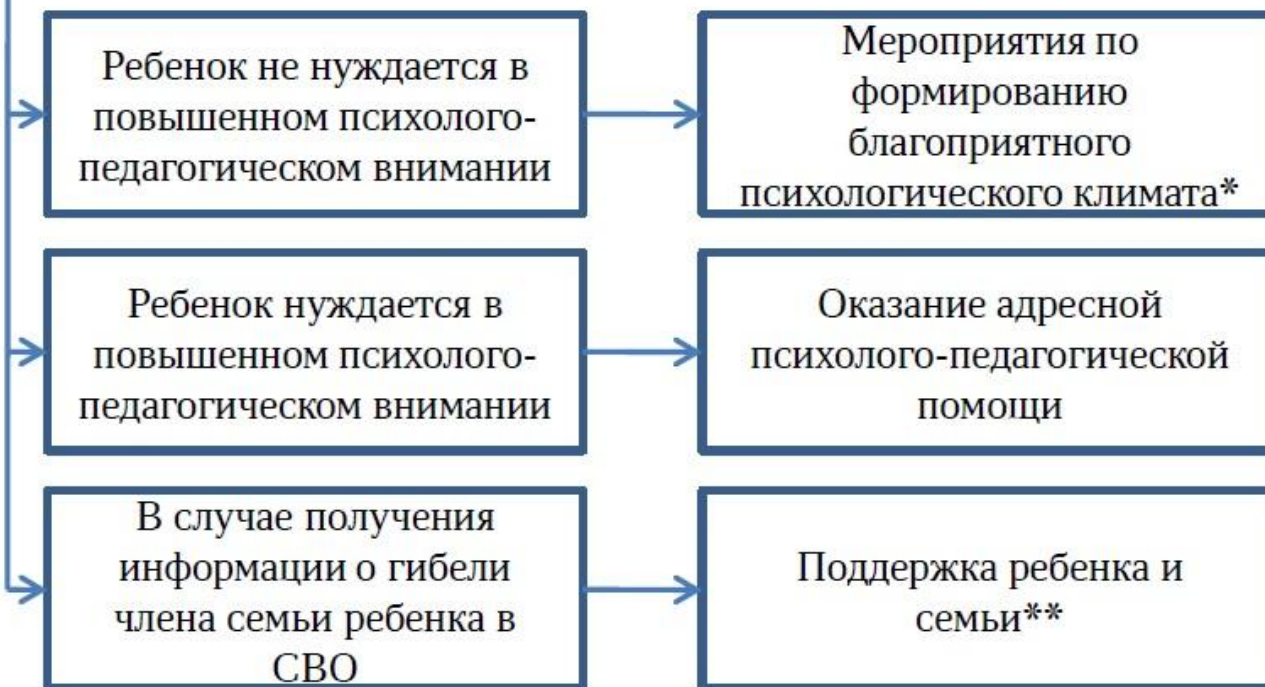 Ребенок не нуждается в
повышенном психолого-
педагогическом внимании
Мероприятия по
формированию
благоприятного
психологического климата*
Ребенок нуждается в
повышенном психолого-
педагогическом внимании
Оказание адресной
психолого-педагогической
помощи
В случае получения
информации о гибели
члена семьи ребенка в
СВО
Поддержка ребенка и
семьи**